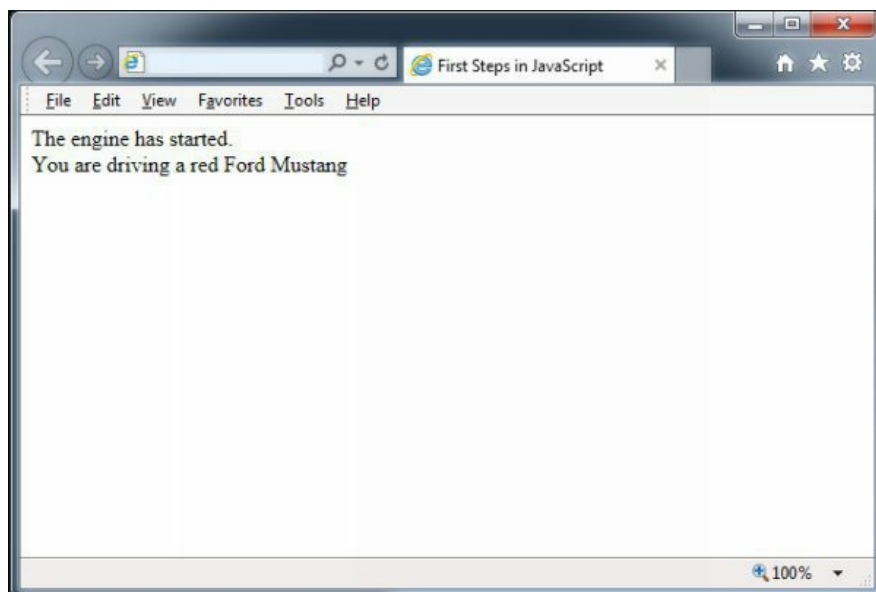 First Steps in JavaScript
File Edit View Favorites Tools Help
The engine has started.
You are driving a red Ford Mustang
100%